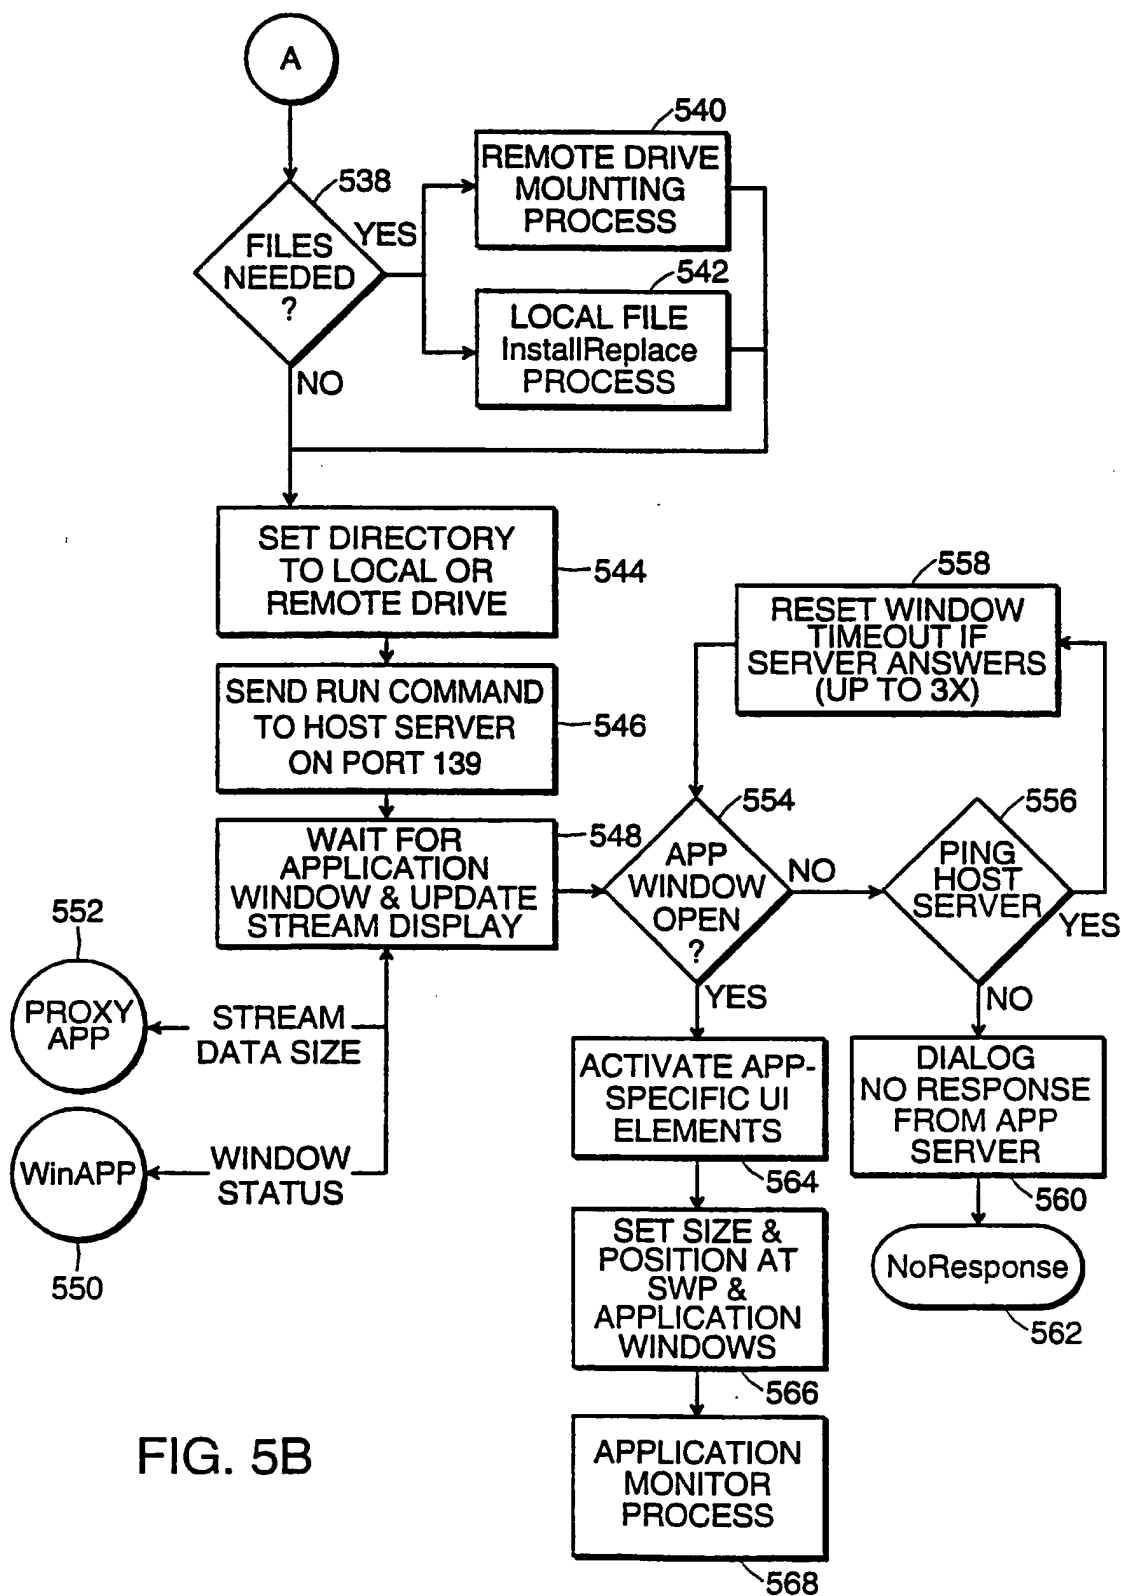 A
540
REMOTE DRIVE
MOUNTING
PROCESS
538
FILES
NEEDED
?
YES
542
LOCAL FILE
InstallReplace
PROCESS
NO
SET DIRECTORY
TO LOCAL OR
REMOTE DRIVE
544
SEND RUN COMMAND
TO HOST SERVER
ON PORT 139
546
WAIT FOR
APPLICATION
WINDOW & UPDATE
STREAM DISPLAY
548
558
RESET WINDOW
TIMEOUT IF
SERVER ANSWERS
(UP TO 3X)
554
APP
WINDOW
OPEN
?
NO
556
PING
HOST
SERVER
YES
552
PROXY
APP
STREAM
DATA SIZE
WinAPP
WINDOW
STATUS
550
YES
NO
ACTIVATE APP-
SPECIFIC UI
ELEMENTS
564
DIALOG
NO RESPONSE
FROM APP
SERVER
560
SET SIZE &
POSITION AT
SWP &
APPLICATION
WINDOWS
566
NoResponse
562
APPLICATION
MONITOR
PROCESS
568
FIG. 5B